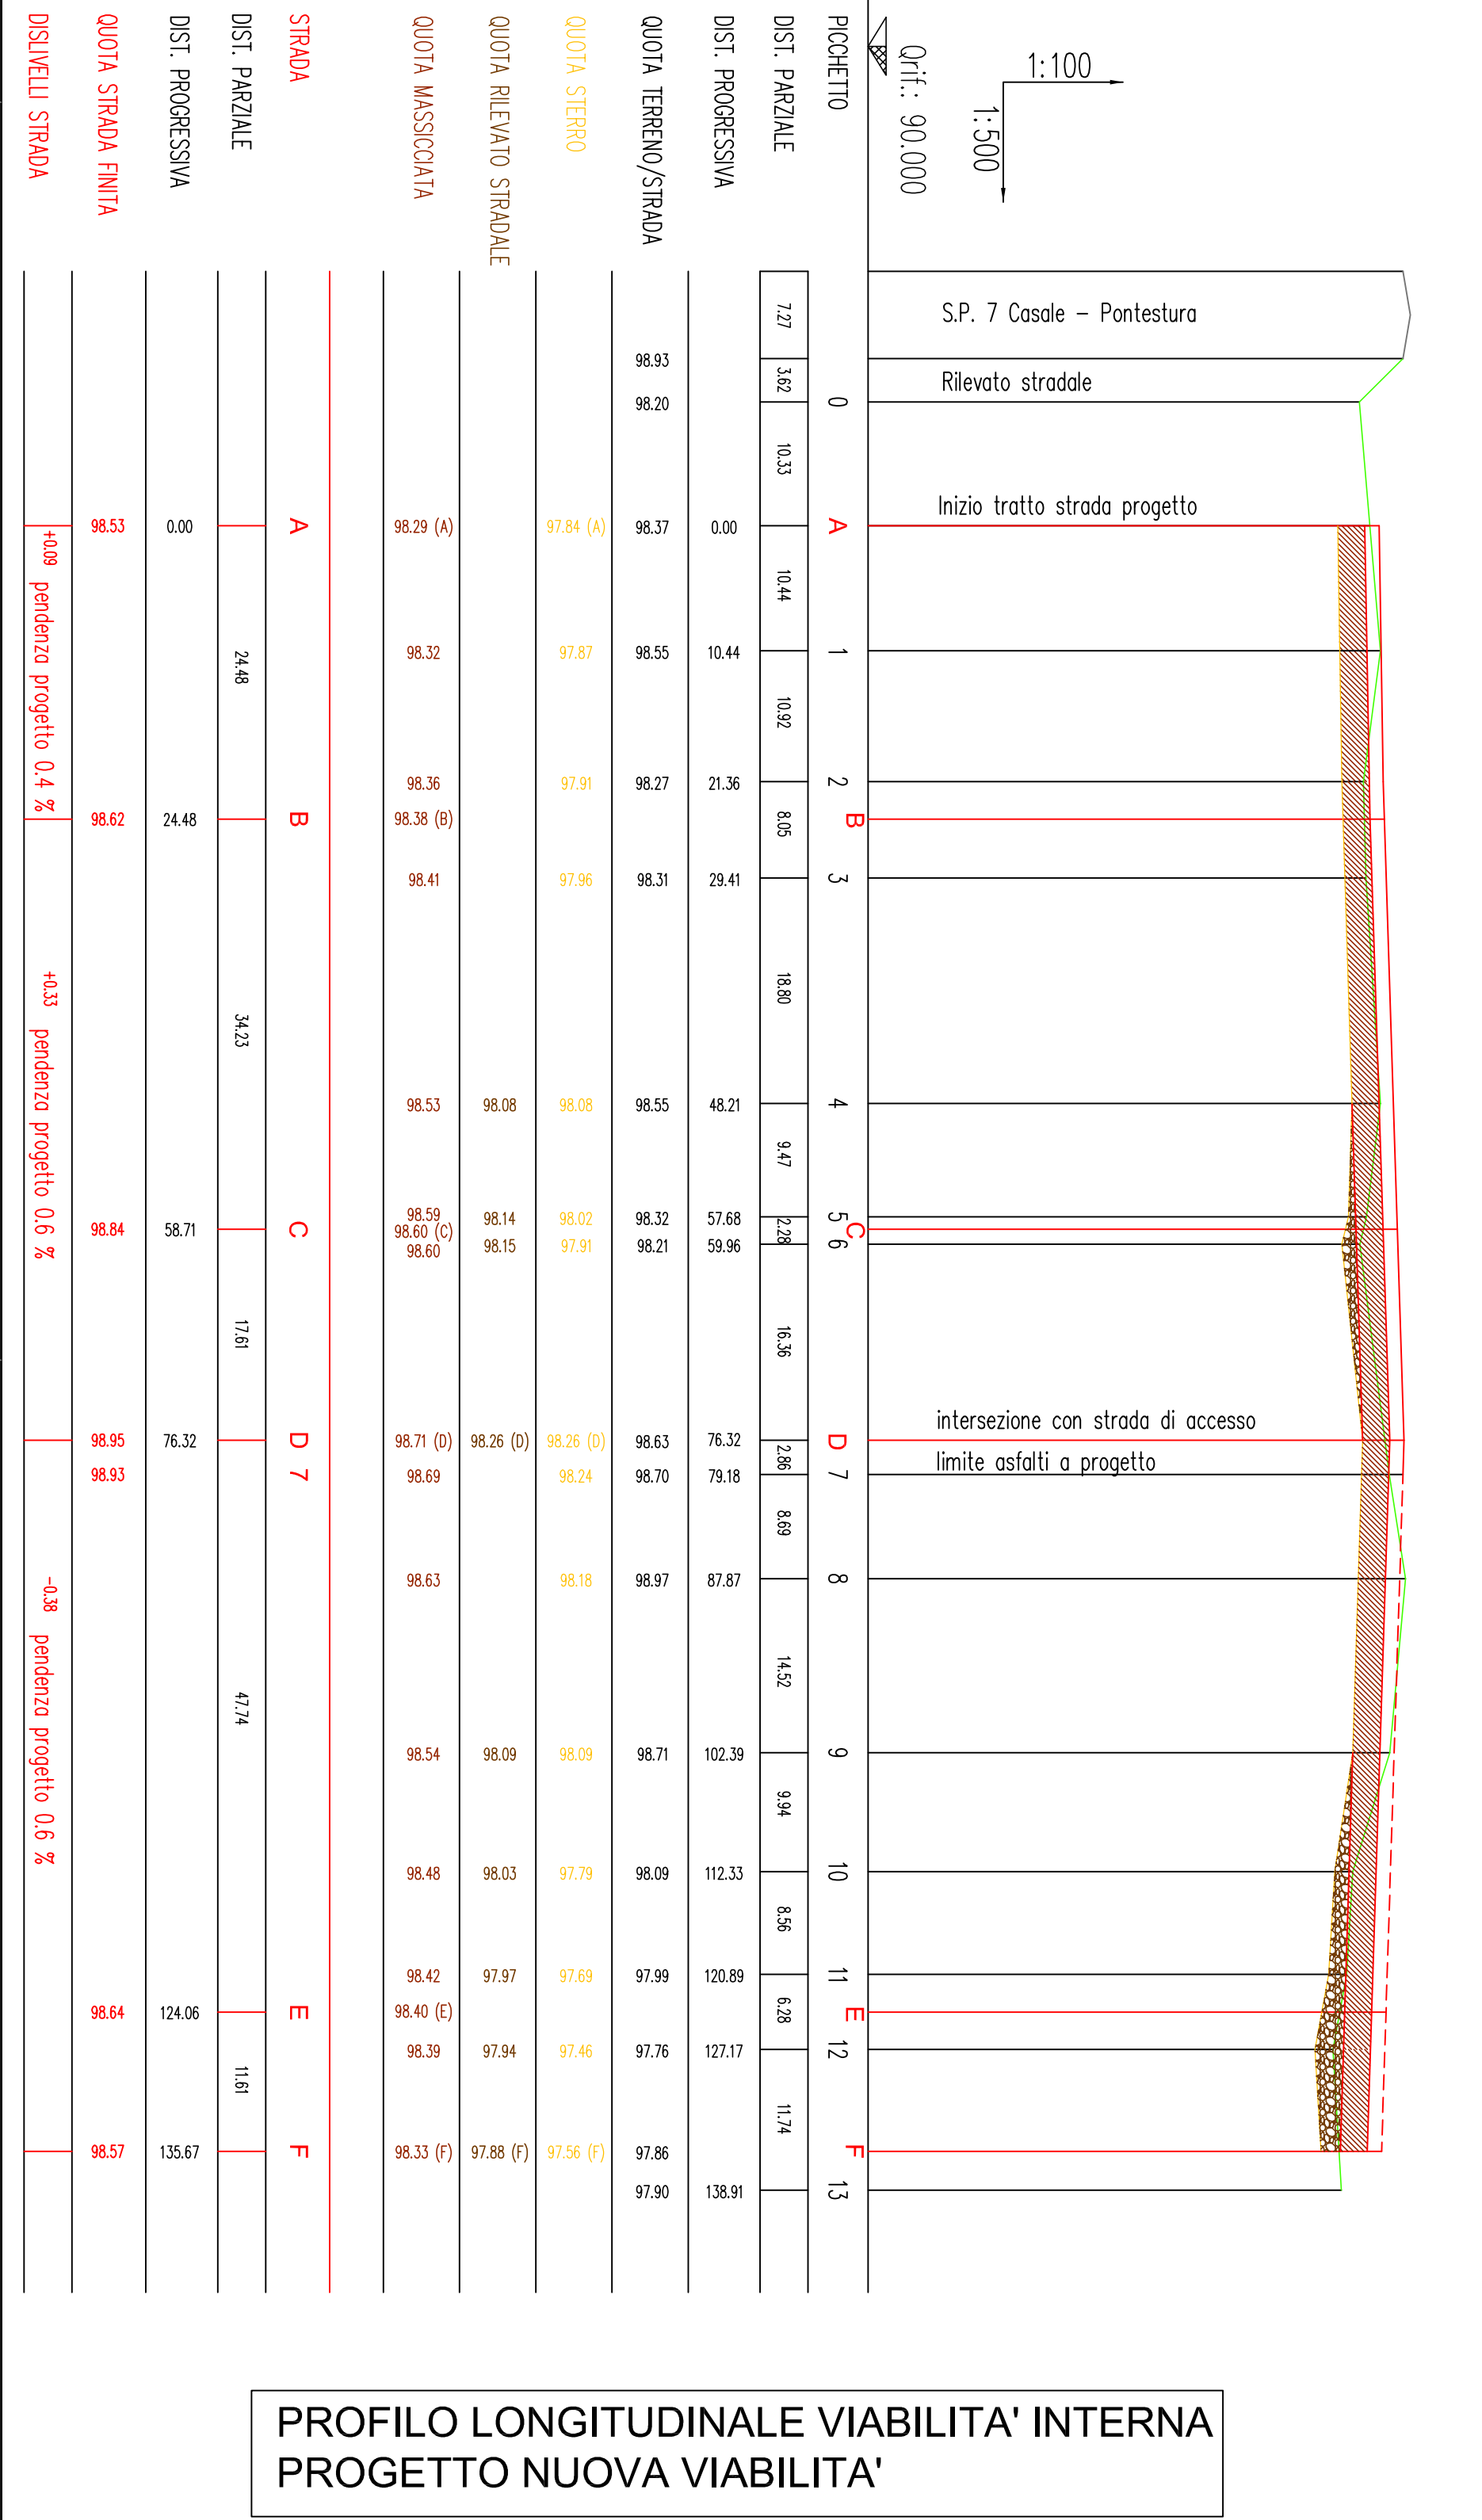 1:100
1:500
Qrif.: 90.000
S.P. 7 Casale - Pontestura
Rilevato stradale
Inizio tratto strada progetto
intersezione con strada di accesso
limite asfalti a progetto
PICCHETTO 0 A 1 2 B 3 4 5 C 6 D 7 8 9 10 11 E 12 F 13
DIST. PARZIALE 7.27 3.62 10.33 10.44 10.92 8.05 18.80 9.47 2.28 16.36 2.86 8.69 14.52 9.94 8.56 6.28 11.74
DIST. PROGRESSIVA 0.00 10.44 21.36 29.41 48.21 57.68 59.96 76.32 79.18 87.87 102.39 112.33 120.89 127.17 138.91
QUOTA TERRENO/STRADA 98.93 98.20 98.37 98.55 98.27 98.31 98.55 98.32 98.21 98.63 98.70 98.97 98.71 98.09 97.99 97.76 97.86 97.90
QUOTA STERRO 97.84 (A) 97.87 97.91 97.96 98.08 98.02 97.91 98.26 (D) 98.24 98.18 98.09 97.79 97.69 97.46 97.56 (F)
QUOTA RILEVATO STRADALE 98.08 98.14 98.15 98.26 (D) 98.09 98.03 97.97 97.94 97.88 (F)
QUOTA MASSICCIATA 98.29 (A) 98.32 98.36 98.38 (B) 98.41 98.53 98.59 98.60 (C) 98.60 98.71 (D) 98.69 98.63 98.54 98.48 98.42 98.40 (E) 98.39 98.33 (F)
STRADA A B C D 7 E F
DIST. PARZIALE 24.48 34.23 17.61 47.74 11.61
DIST. PROGRESSIVA 0.00 24.48 58.71 76.32 124.06 135.67
QUOTA STRADA FINITA 98.53 98.62 98.84 98.95 98.93 98.64 98.57
DISLIVELLI STRADA +0.09 pendenza progetto 0.4 % +0.33 pendenza progetto 0.6 % -0.38 pendenza progetto 0.6 %
PROFILO LONGITUDINALE VIABILITA' INTERNA
PROGETTO NUOVA VIABILITA'